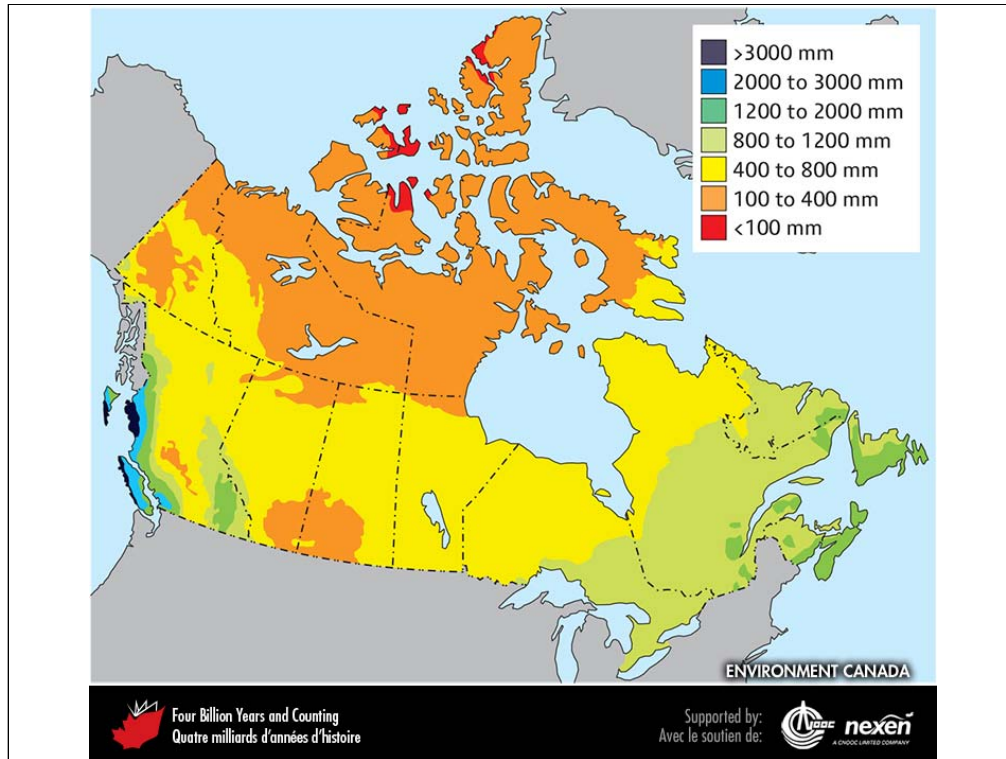 >3000 mm
2000 to 3000 mm
1200 to 2000 mm
800 to 1200 mm
400 to 800 mm
100 to 400 mm
<100 mm
ENVIRONMENT CANADA
Four Billion Years and Counting
Quatre milliards d'années d'histoire
Supported by:
Avec le soutien de:
CNOOC
nexen
A CNOOC LIMITED COMPANY